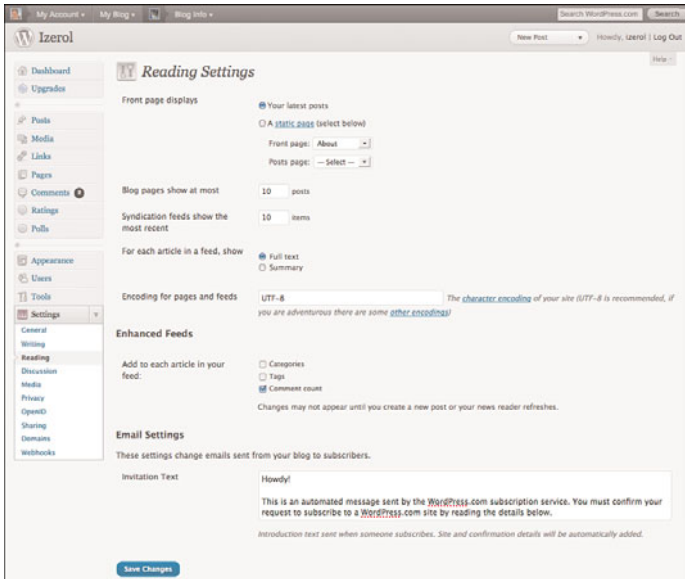 My Account
My Blog
Blog Info
Search WordPress.com
Search
Izerol
New Post
Howdy, izerol | Log Out
Help
Dashboard
Upgrades
Posts
Media
Links
Pages
Comments
Ratings
Polls
Appearance
Users
Tools
Settings
General
Writing
Reading
Discussion
Media
Privacy
OpenID
Sharing
Domains
Webhooks
Reading Settings
Front page displays
Your latest posts
A static page (select below)
Front page: About
Posts page: — Select —
Blog pages show at most
10 posts
Syndication feeds show the
most recent
10 items
For each article in a feed, show
Full text
Summary
Encoding for pages and feeds
UTF-8
The character encoding of your site (UTF-8 is recommended, if
you are adventurous there are some other encodings)
Enhanced Feeds
Add to each article in your
feed:
Categories
Tags
Comment count
Changes may not appear until you create a new post or your news reader refreshes.
Email Settings
These settings change emails sent from your blog to subscribers.
Invitation Text
Howdy!
This is an automated message sent by the WordPress.com subscription service. You must confirm your
request to subscribe to a WordPress.com site by reading the details below.
Introduction text sent when someone subscribes. Site and confirmation details will be automatically added.
Save Changes